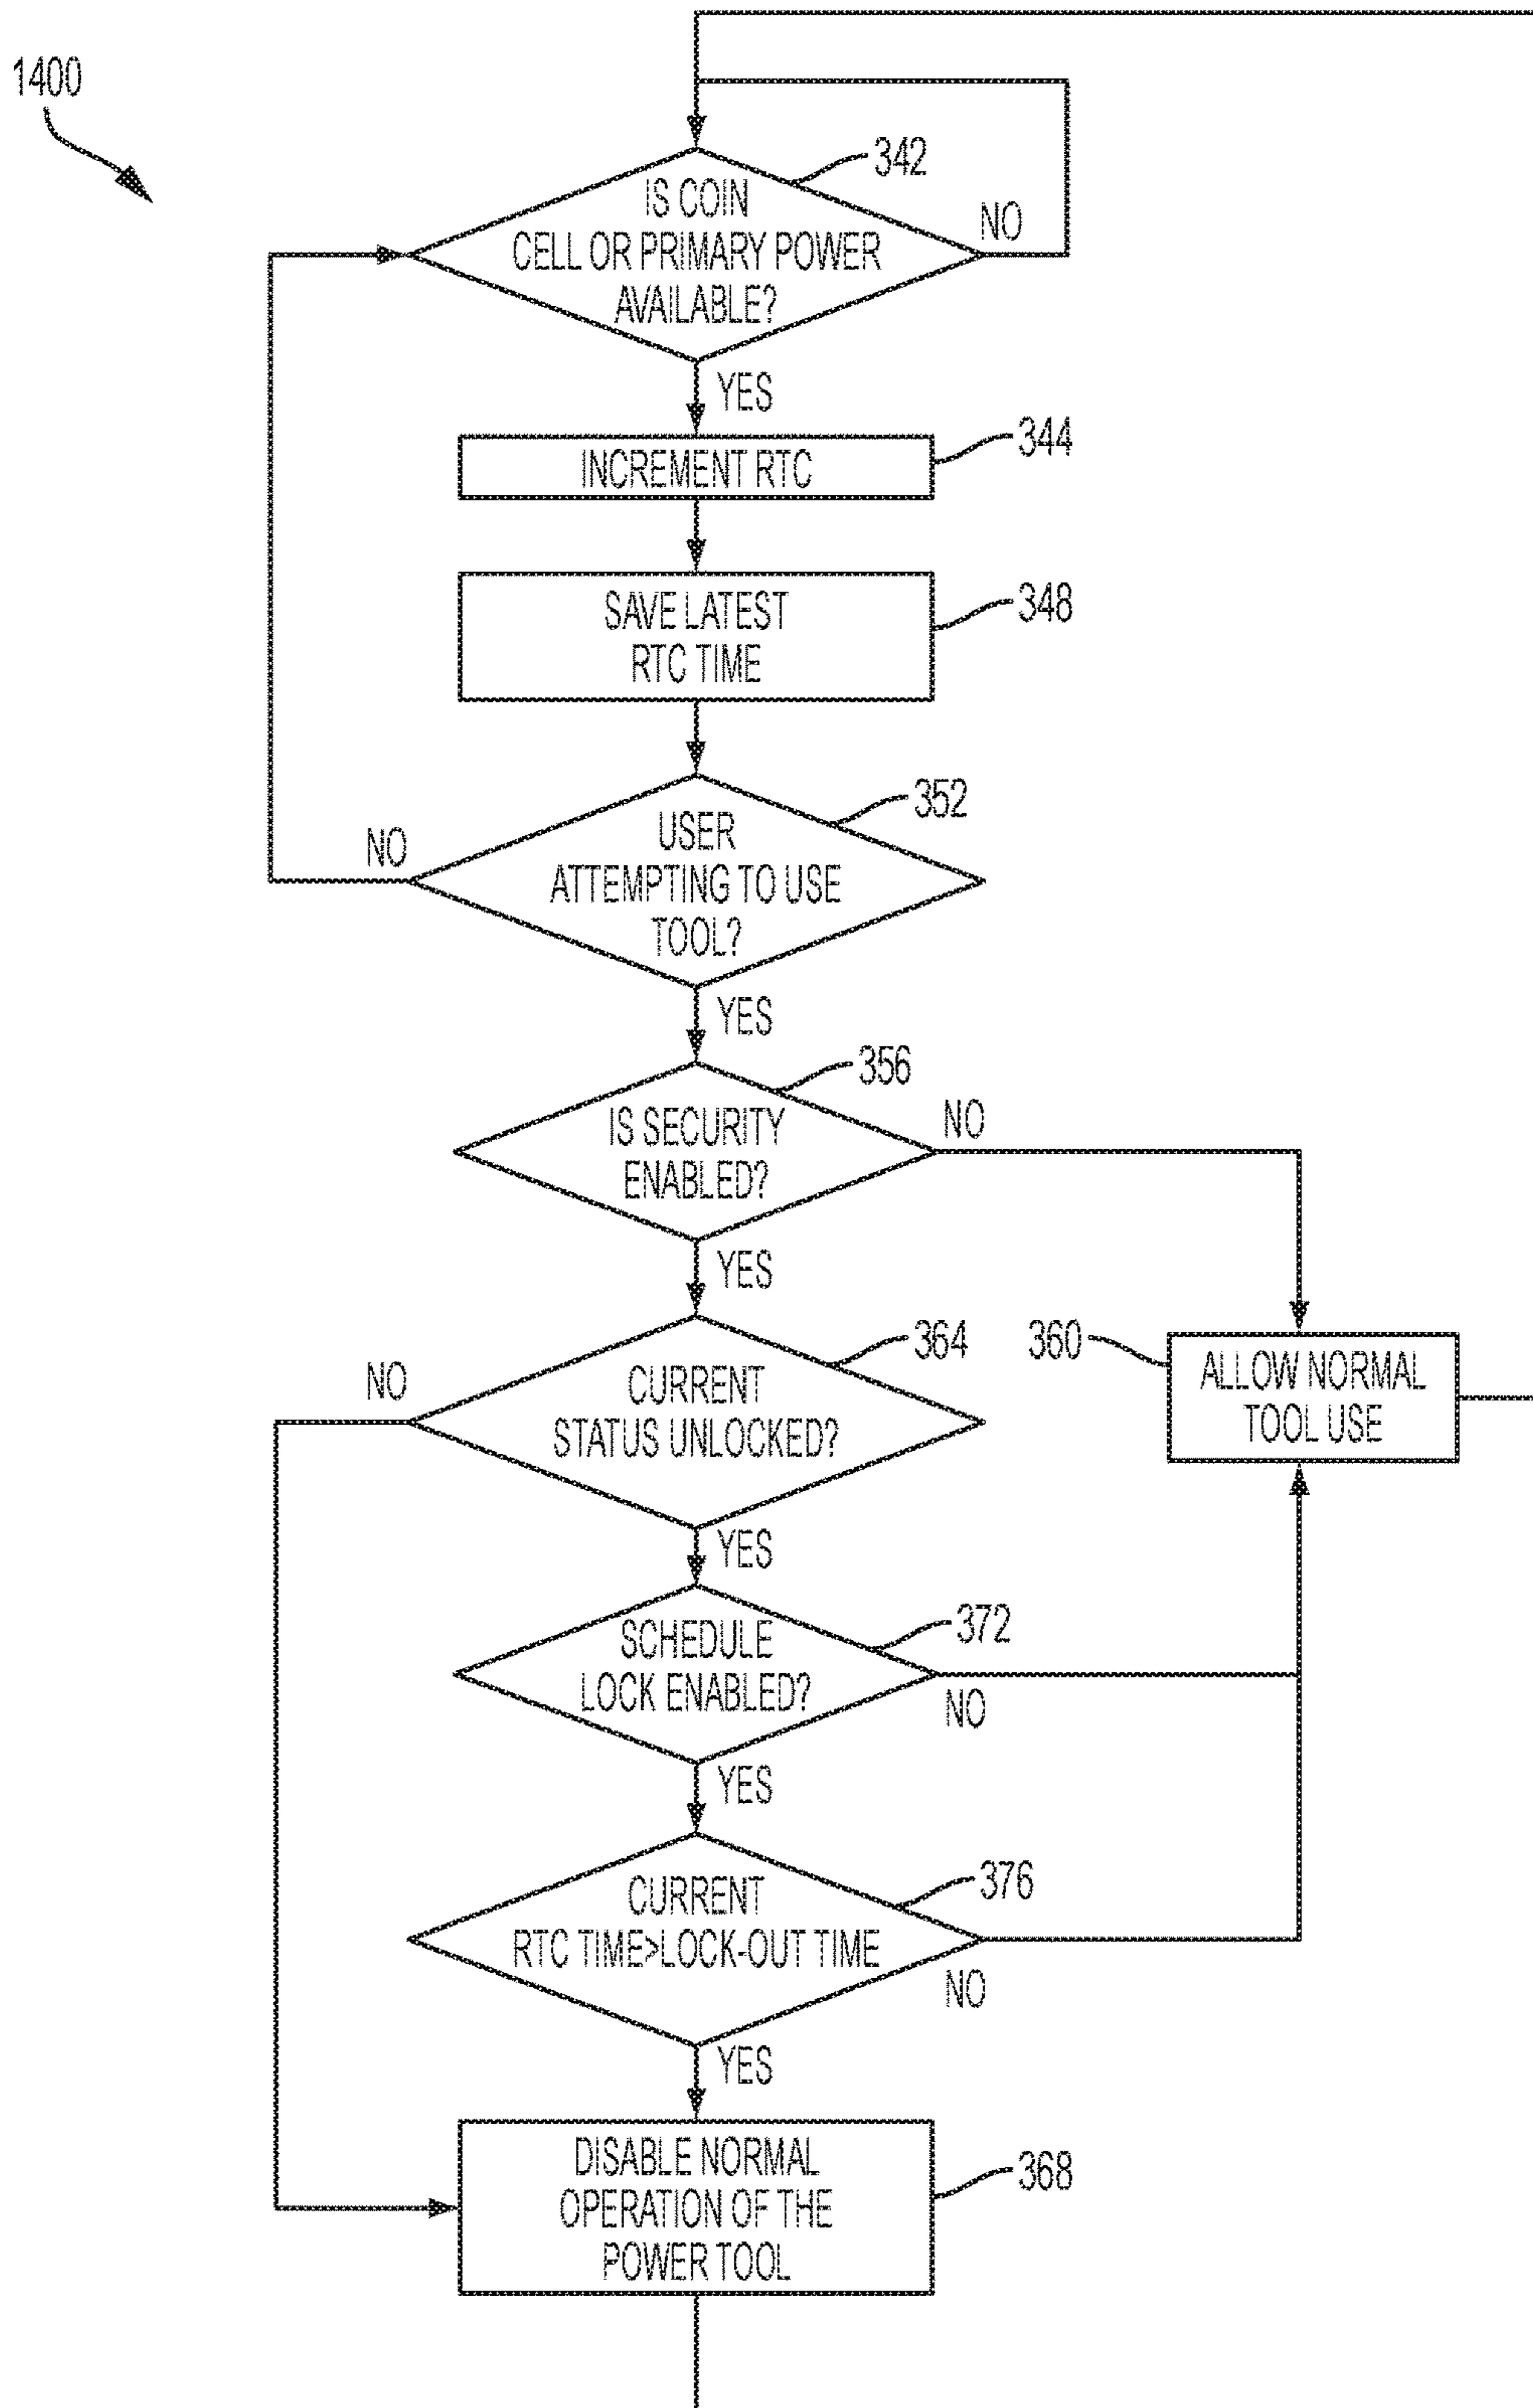 1400
342
IS COIN
CELL OR PRIMARY POWER
AVAILABLE?
NO
YES
344
INCREMENT RTC
348
SAVE LATEST
RTC TIME
352
USER
ATTEMPTING TO USE
TOOL?
NO
YES
356
IS SECURITY
ENABLED?
NO
YES
364
CURRENT
STATUS UNLOCKED?
NO
360
ALLOW NORMAL
TOOL USE
YES
372
SCHEDULE
LOCK ENABLED?
NO
YES
376
CURRENT
RTC TIME>LOCK-OUT TIME
NO
YES
368
DISABLE NORMAL
OPERATION OF THE
POWER TOOL